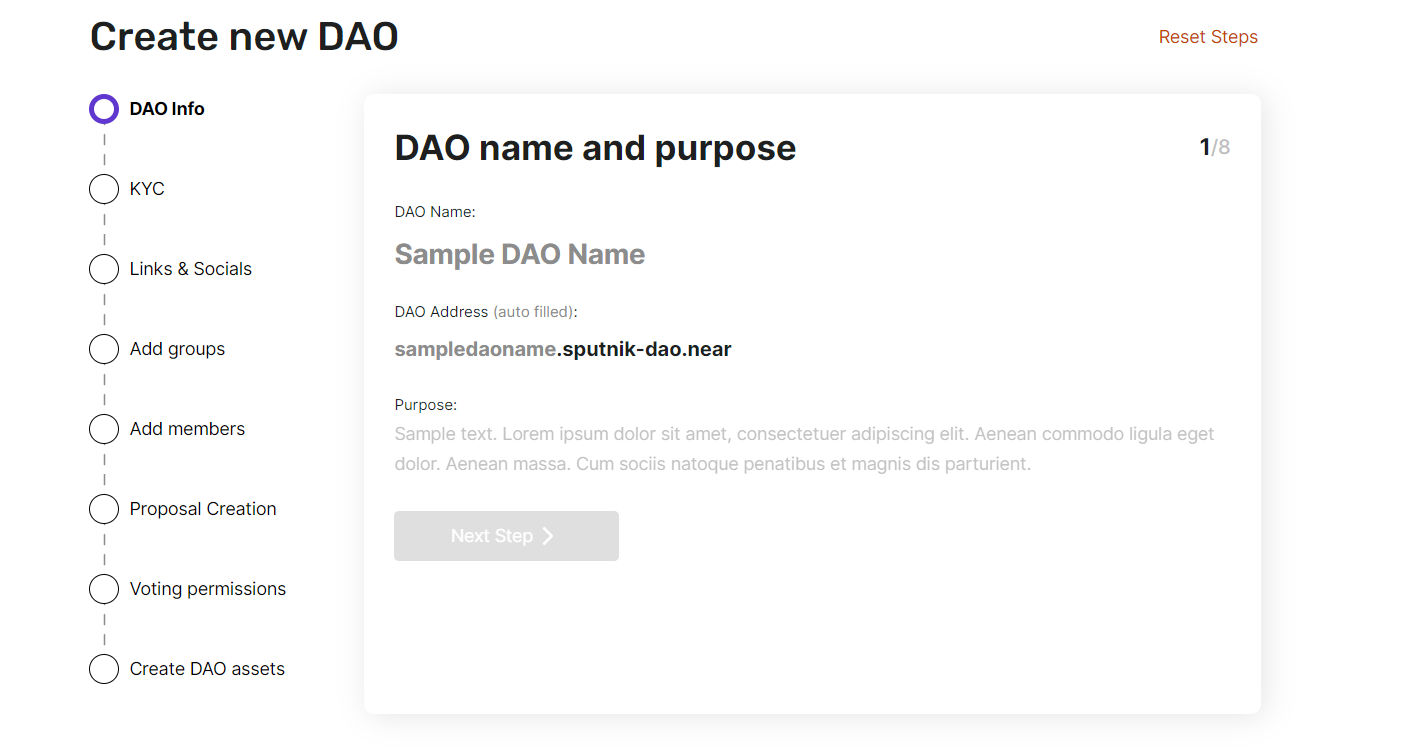 Create new DAO
Reset Steps
DAO Info
KYC
Links & Socials
Add groups
Add members
Proposal Creation
Voting permissions
Create DAO assets
DAO name and purpose
1/8
DAO Name:
Sample DAO Name
DAO Address (auto filled):
sampledaoname.sputnik-dao.near
Purpose:
Sample text. Lorem ipsum dolor sit amet, consectetuer adipiscing elit. Aenean commodo ligula eget
dolor. Aenean massa. Cum sociis natoque penatibus et magnis dis parturient.
Next Step